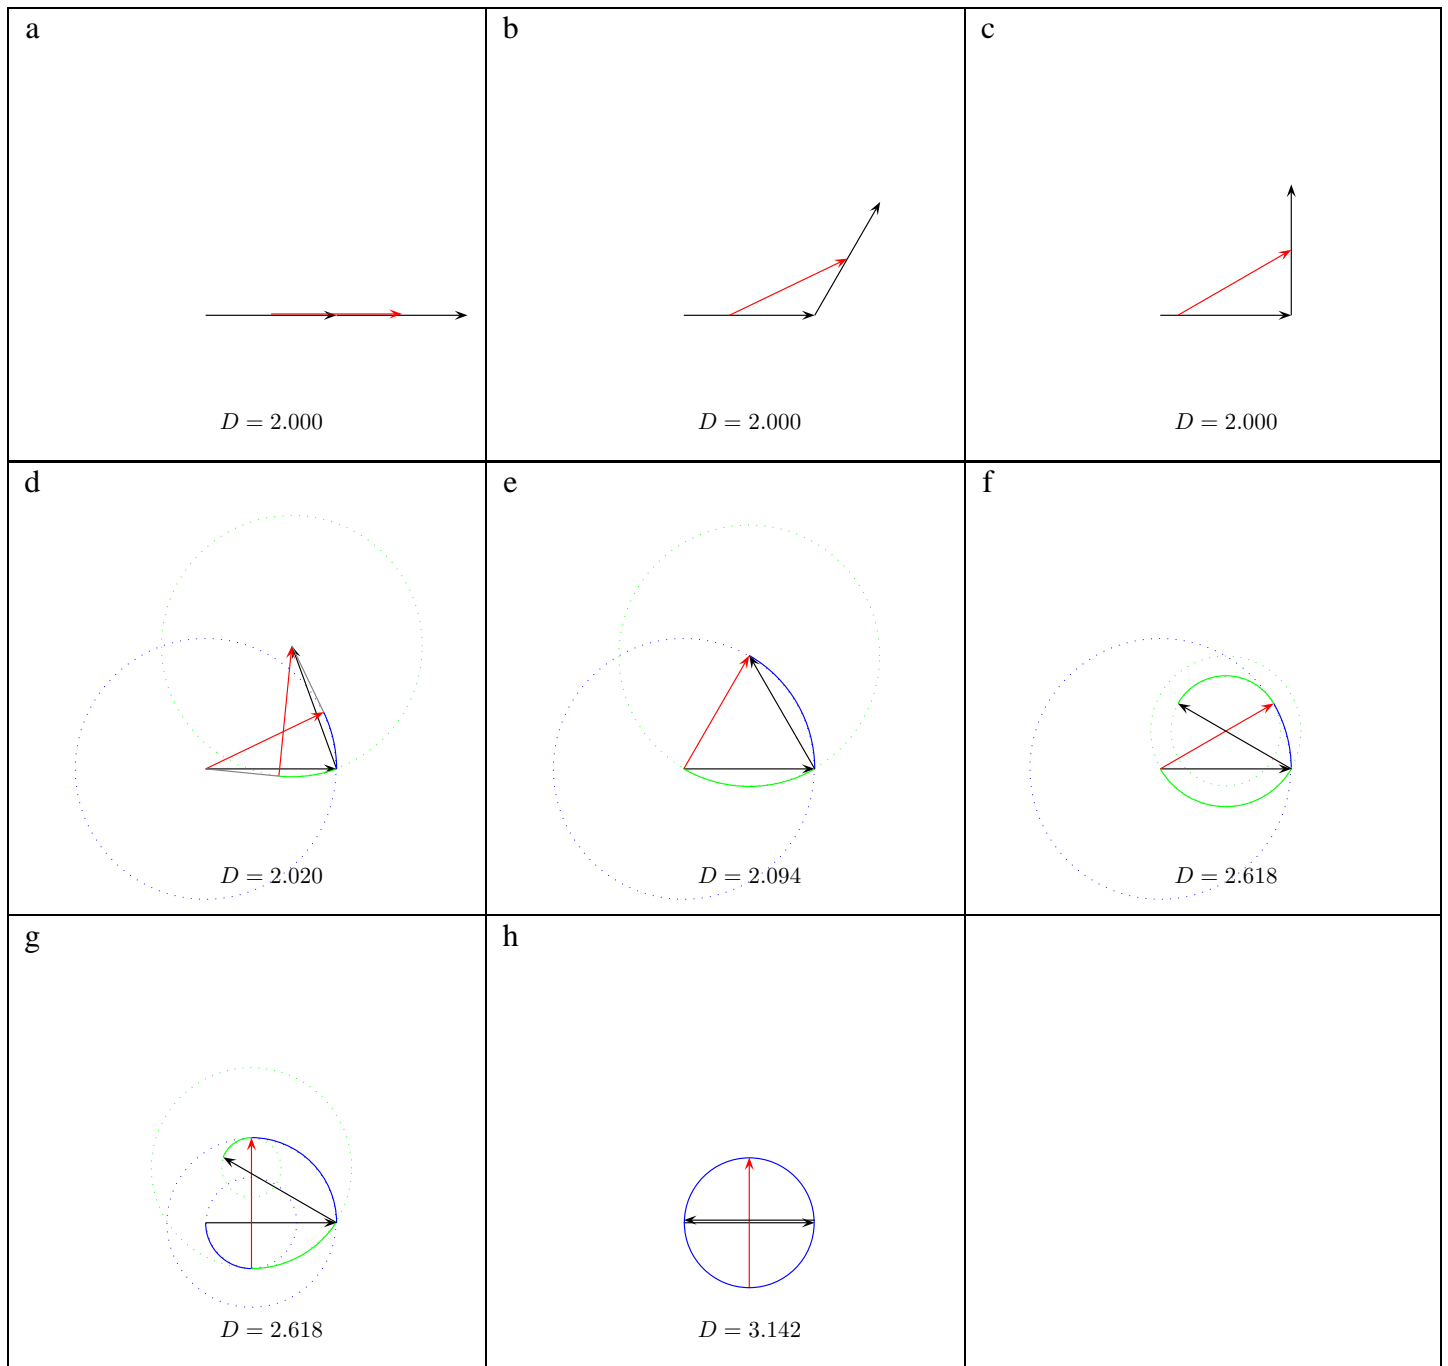 a
b
c
D = 2.000
D = 2.000
D = 2.000
d
e
f
D = 2.020
D = 2.094
D = 2.618
g
h
D = 2.618
D = 3.142